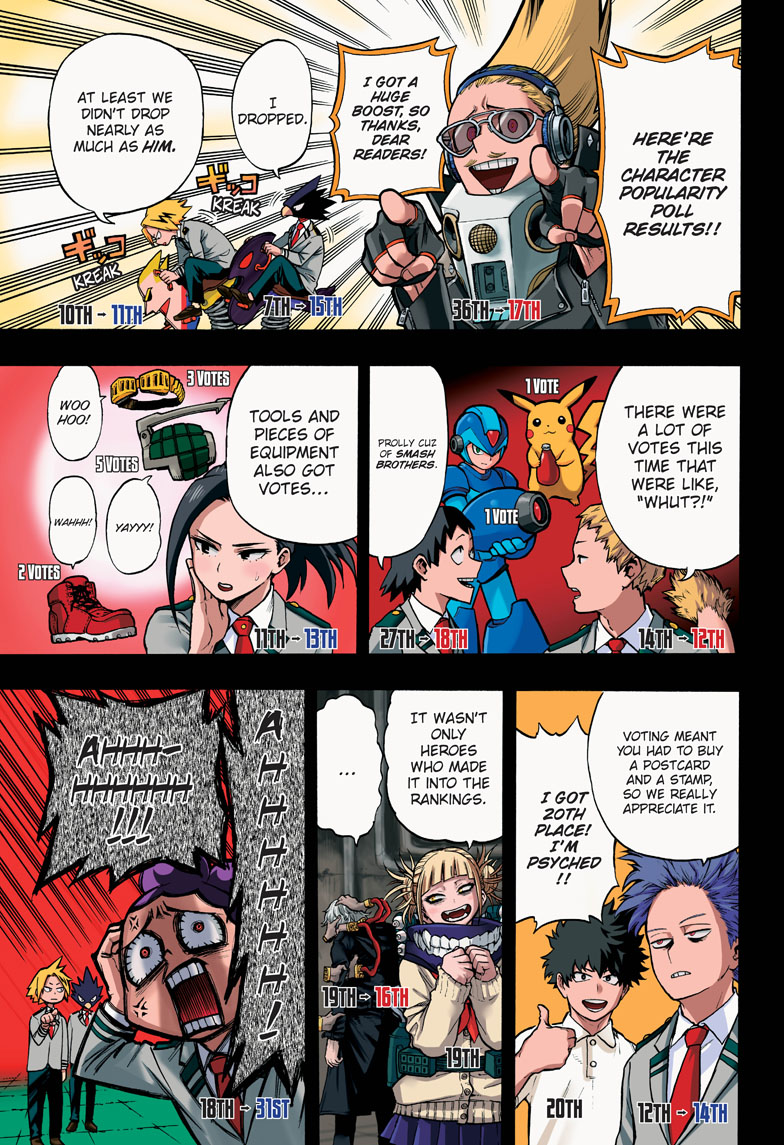 HERE'RE
THE
CHARACTER
POPULARITY
POLL
RESULTS!!
I GOT A
HUGE
BOOST, SO
THANKS,
DEAR
READERS!
36TH → 17TH
I
DROPPED.
ギッコ
KREAK
7TH → 15TH
AT LEAST WE
DIDN'T DROP
NEARLY AS
MUCH AS HIM.
ギッコ
KREAK
10TH → 11TH
THERE WERE
A LOT OF
VOTES THIS
TIME THAT
WERE LIKE,
"WHUT?!"
1 VOTE
1 VOTE
PROLLY CUZ
OF SMASH
BROTHERS.
14TH → 12TH
27TH → 18TH
TOOLS AND
PIECES OF
EQUIPMENT
ALSO GOT
VOTES...
3 VOTES
WOO
HOO!
5 VOTES
YAYYY!
WAHHH!
2 VOTES
11TH → 13TH
VOTING MEANT
YOU HAD TO BUY
A POSTCARD
AND A STAMP,
SO WE REALLY
APPRECIATE IT.
I GOT
20TH
PLACE!
I'M
PSYCHED
!!
12TH → 14TH
20TH
IT WASN'T
ONLY
HEROES
WHO MADE
IT INTO THE
RANKINGS.
...
19TH → 16TH
19TH
AHHHHHHH!
AHHH-
HHHHHHH
!!!
18TH → 31ST